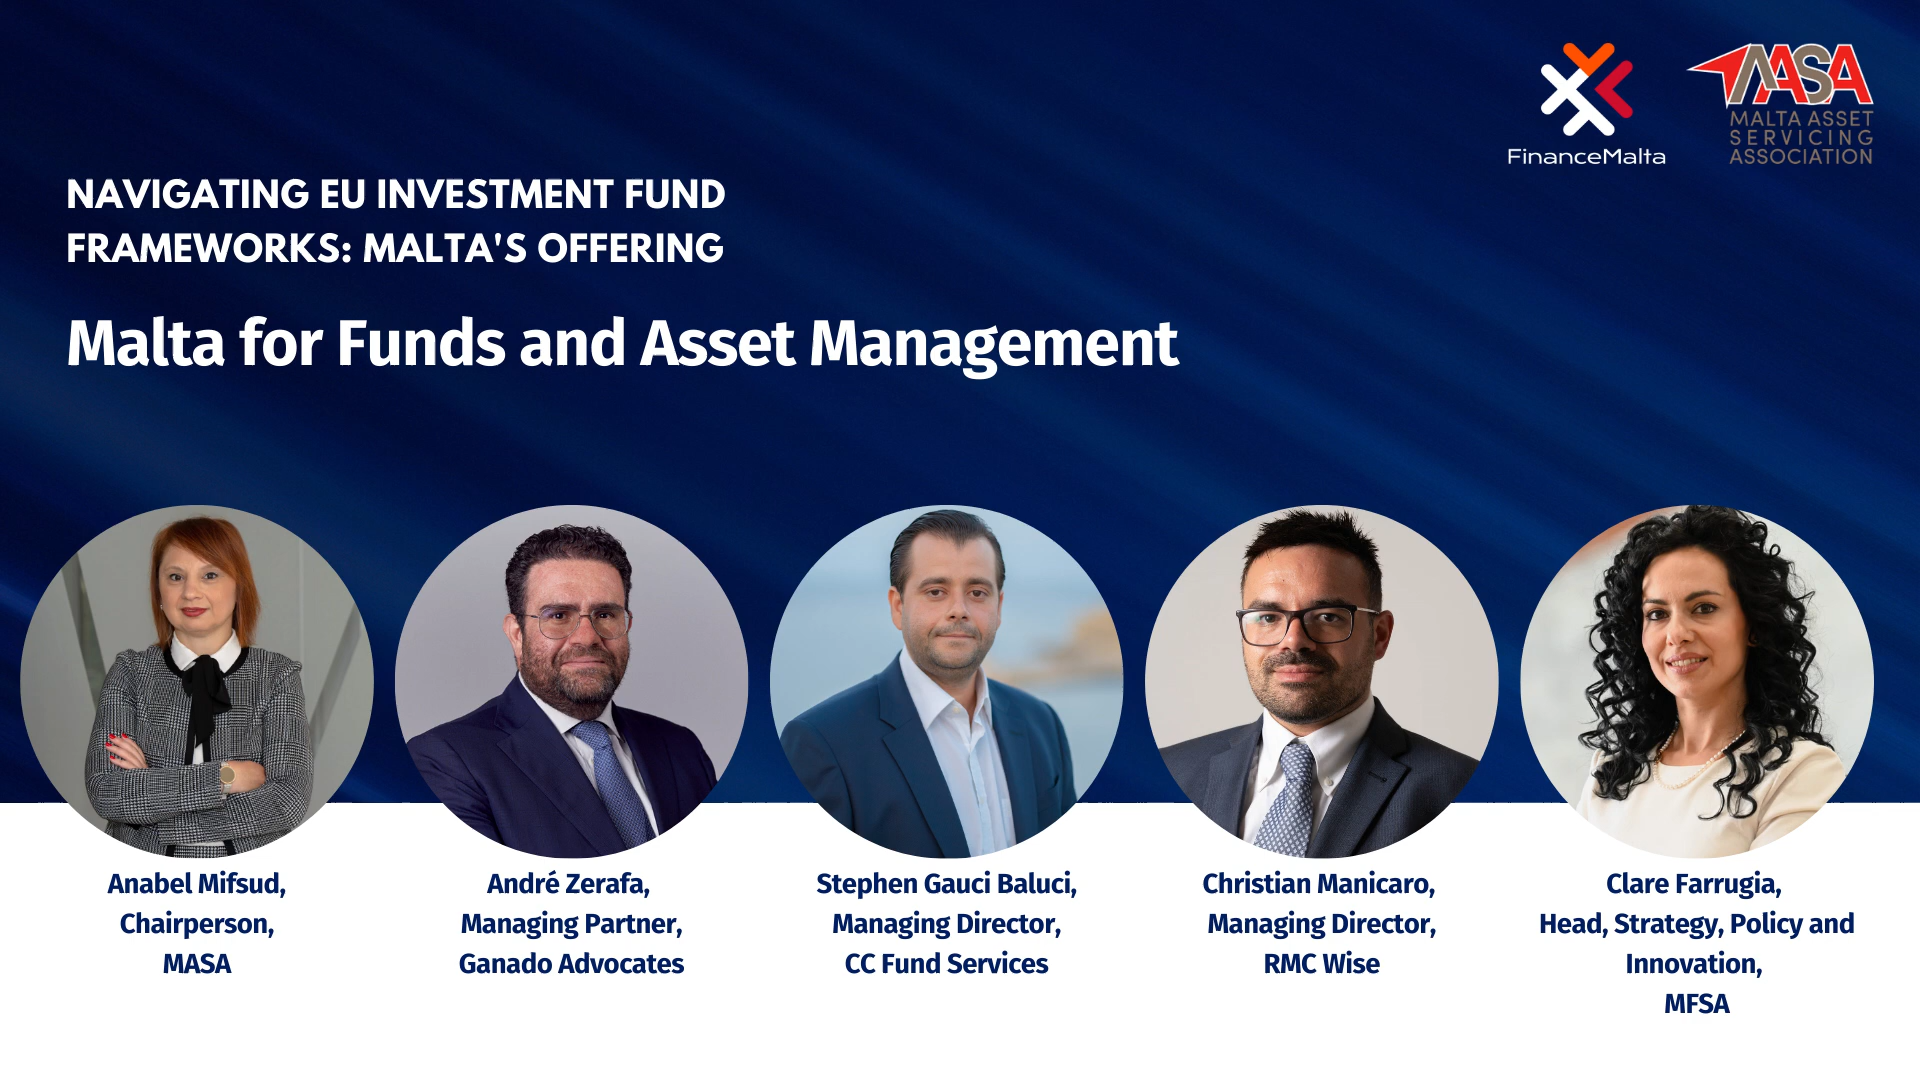 FinanceMalta
MASA
MALTA ASSET
SERVICING
ASSOCIATION
NAVIGATING EU INVESTMENT FUND
FRAMEWORKS: MALTA'S OFFERING
Malta for Funds and Asset Management
Anabel Mifsud,
Chairperson,
MASA
André Zerafa,
Managing Partner,
Ganado Advocates
Stephen Gauci Baluci,
Managing Director,
CC Fund Services
Christian Manicaro,
Managing Director,
RMC Wise
Clare Farrugia,
Head, Strategy, Policy and
Innovation,
MFSA